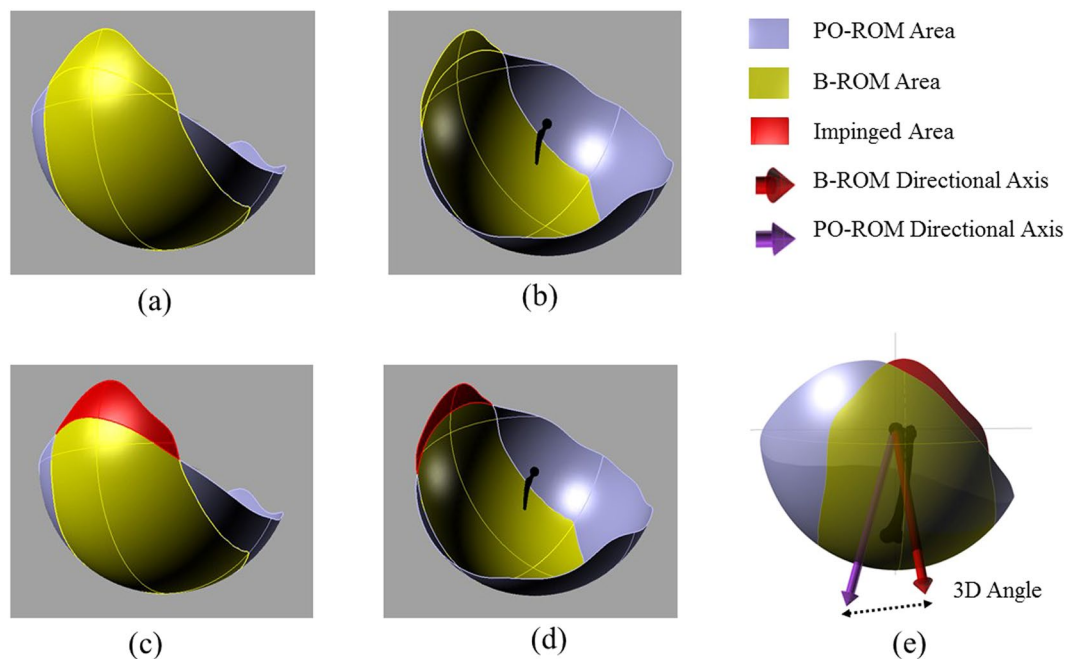 PO-ROM Area
B-ROM Area
Impinged Area
B-ROM Directional Axis
PO-ROM Directional Axis
(a)
(b)
(c)
(d)
3D Angle
(e)